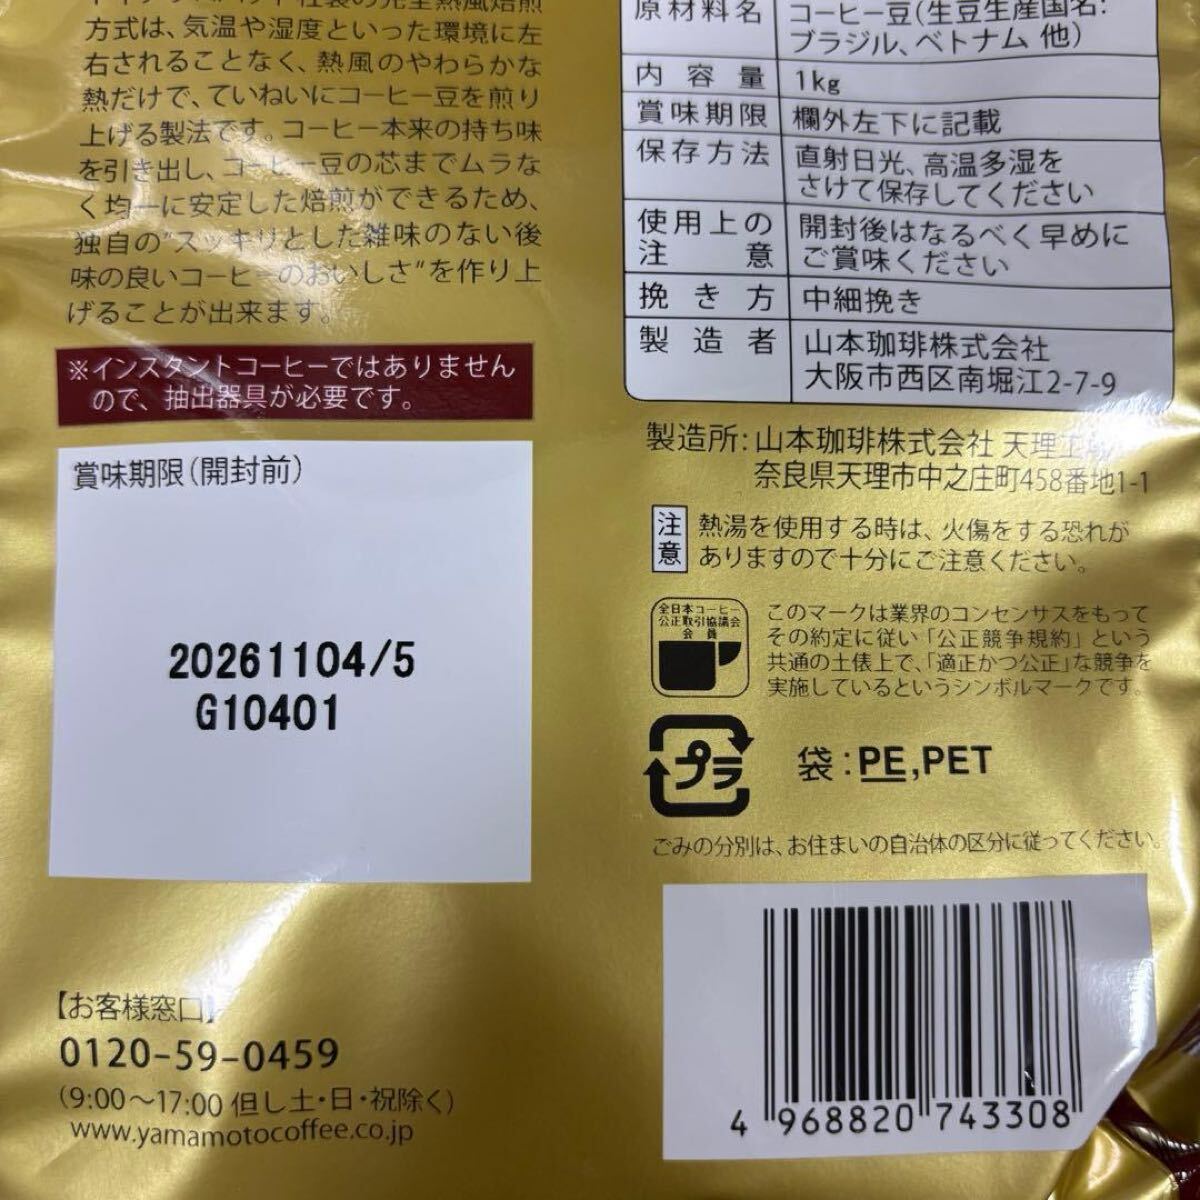 方式は、気温や湿度といった環境に左
右されることなく、熱風のやわらかな
熱だけで、ていねいにコーヒー豆を煎り
上げる製法です。コーヒー本来の持ち味
を引き出し、コーヒー豆の芯までムラな
く均一に安定した焙煎ができるため、
独自の"スッキリとした雑味のない後
味の良いコーヒーのおいしさ"を作り上
げることが出来ます。
※インスタントコーヒーではありません
ので、抽出器具が必要です。
賞味期限(開封前)
20261104/5
G10401
【お客様窓口】
0120-59-0459
(9:00～17:00 但し土・日・祝除く)
www.yamamotocoffee.co.jp
原材料名 コーヒー豆(生豆生産国名:
ブラジル、ベトナム 他)
内容量 1kg
賞味期限 欄外左下に記載
保存方法 直射日光、高温多湿を
さけて保存してください
使用上の 開封後はなるべく早めに
注意 ご賞味ください
挽き方 中細挽き
製造者 山本珈琲株式会社
大阪市西区南堀江2-7-9
製造所: 山本珈琲株式会社 天理工場
奈良県天理市中之庄町458番地1-1
注意 熱湯を使用する時は、火傷をする恐れが
ありますので十分にご注意ください。
全日本コーヒー
公正取引協議会
会員
このマークは業界のコンセンサスをもって
その約定に従い「公正競争規約」という
共通の土俵上で、「適正かつ公正」な競争を
実施しているというシンボルマークです。
プラ
袋:PE,PET
ごみの分別は、お住まいの自治体の区分に従ってください。
4 968820 743308